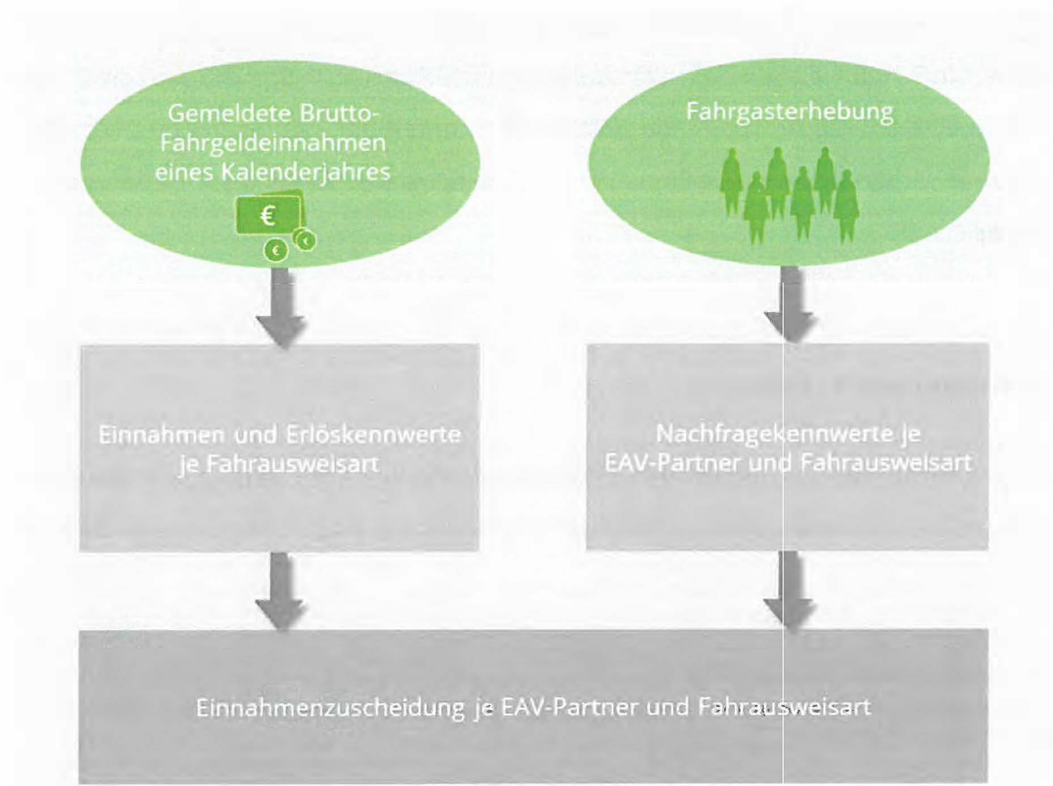 Gemeldete Brutto-
Fahrgeldeinnahmen
eines Kalenderjahres
€
€
€
Fahrgasterhebung
Einnahmen und Erlöskennwerte
je Fahrausweisart
Nachfragekennwerte je
EAV-Partner und Fahrausweisart
Einnahmenzuscheidung je EAV-Partner und Fahrausweisart